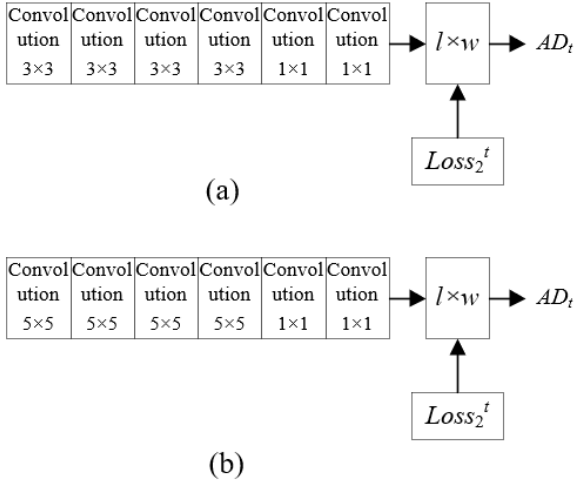 Convol Convol Convol Convol Convol Convol
ution ution ution ution ution ution
3×3 3×3 3×3 3×3 1×1 1×1
l×w
AD_t
Loss₂ᵗ
(a)
Convol Convol Convol Convol Convol Convol
ution ution ution ution ution ution
5×5 5×5 5×5 5×5 1×1 1×1
l×w
AD_t
Loss₂ᵗ
(b)